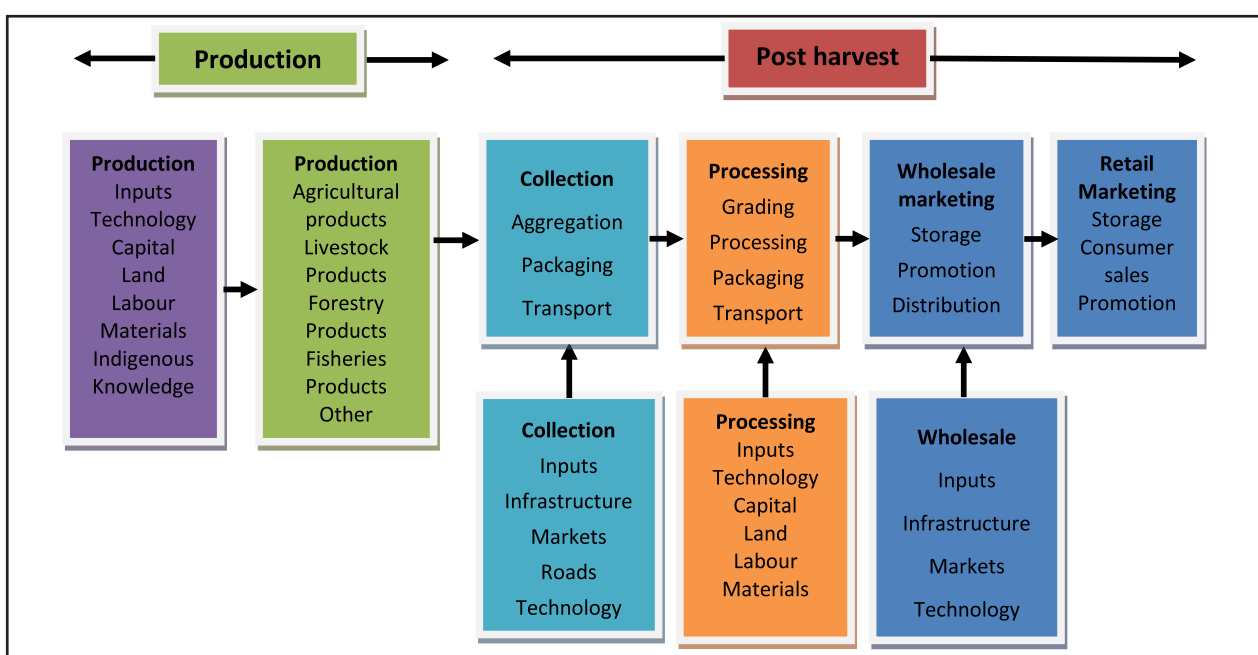 Production
Post harvest
Production
Inputs
Technology
Capital
Land
Labour
Materials
Indigenous
Knowledge
Production
Agricultural
products
Livestock
Products
Forestry
Products
Fisheries
Products
Other
Collection
Aggregation
Packaging
Transport
Processing
Grading
Processing
Packaging
Transport
Wholesale
marketing
Storage
Promotion
Distribution
Retail
Marketing
Storage
Consumer
sales
Promotion
Collection
Inputs
Infrastructure
Markets
Roads
Technology
Processing
Inputs
Technology
Capital
Land
Labour
Materials
Wholesale
Inputs
Infrastructure
Markets
Technology